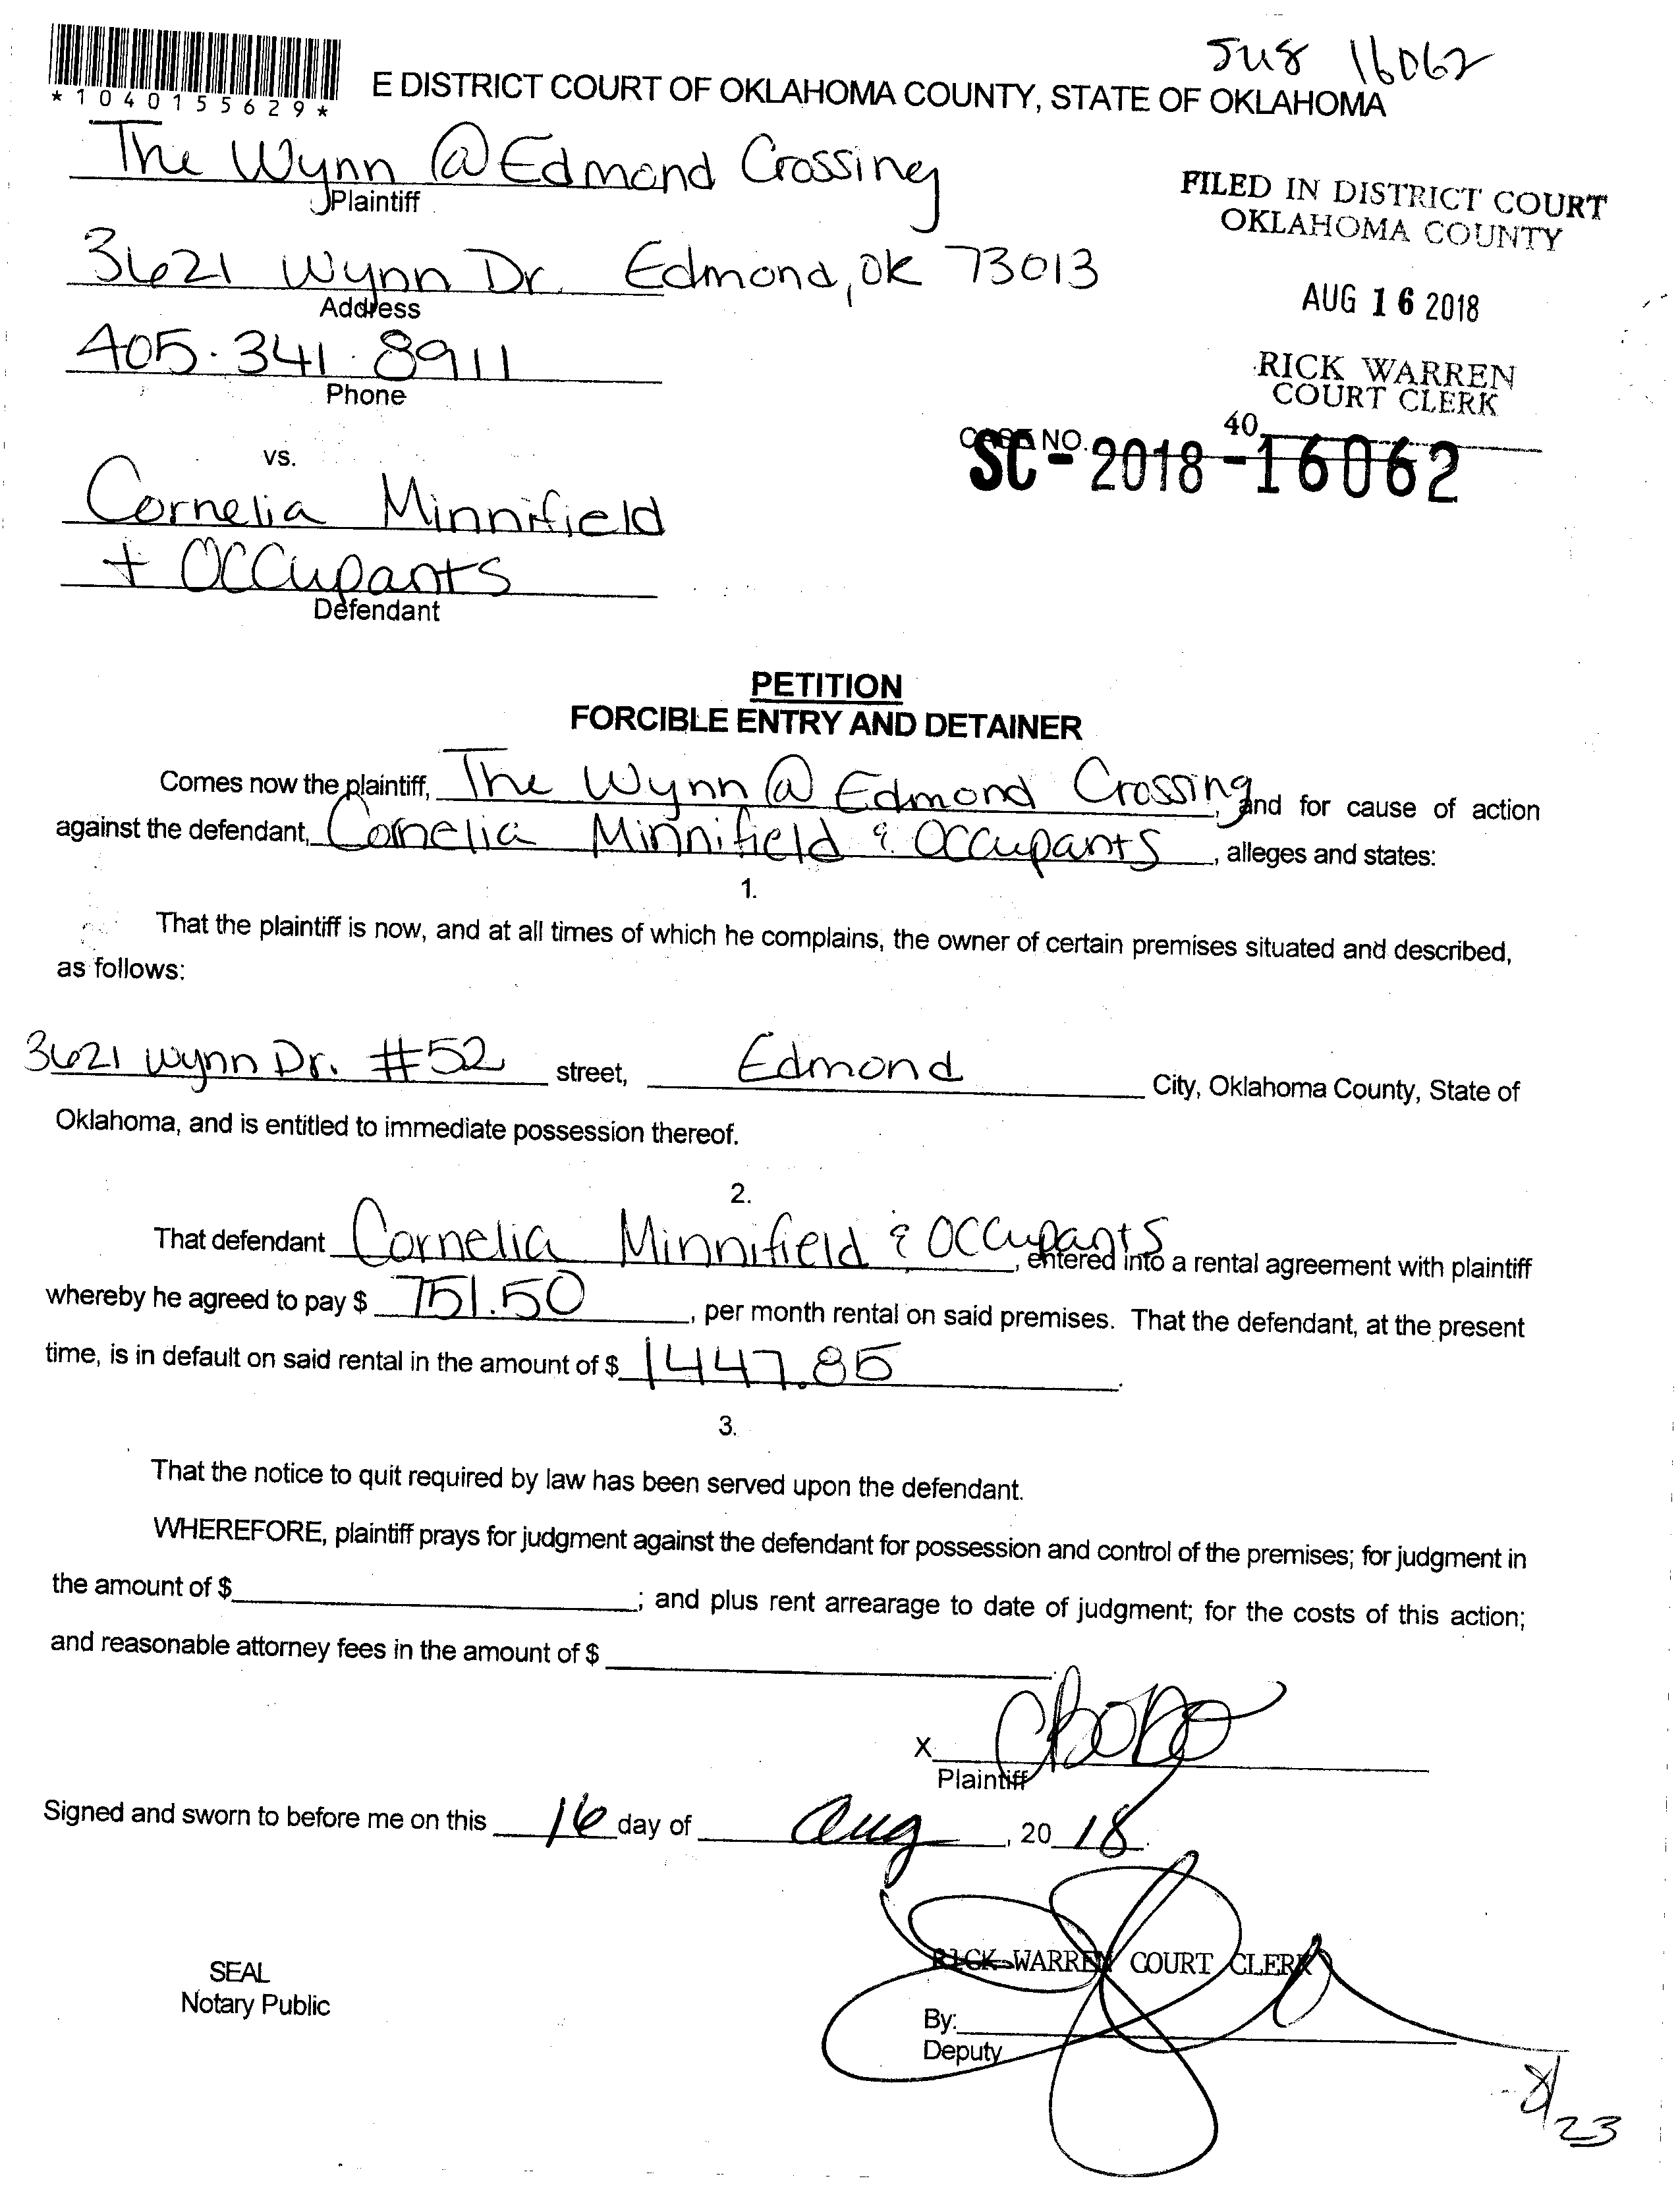 SUS 16062
*1040155629*
E DISTRICT COURT OF OKLAHOMA COUNTY, STATE OF OKLAHOMA
The Wynn @ Edmond Crossing
Plaintiff
FILED IN DISTRICT COURT
OKLAHOMA COUNTY
3621 Wynn Dr. Edmond, OK 73013
Address
AUG 16 2018
405.341.8911
Phone
RICK WARREN
COURT CLERK
40
CASE NO.
SC-2018-16062
vs.
Cornelia Minnifield
+ Occupants
Defendant
PETITION
FORCIBLE ENTRY AND DETAINER
Comes now the plaintiff, The Wynn @ Edmond Crossing, and for cause of action
against the defendant, Cornelia Minnifield & Occupants, alleges and states:
1.
That the plaintiff is now, and at all times of which he complains, the owner of certain premises situated and described,
as follows:
3621 Wynn Dr. #52 street, Edmond City, Oklahoma County, State of
Oklahoma, and is entitled to immediate possession thereof.
2.
That defendant Cornelia Minnifield & Occupants, entered into a rental agreement with plaintiff
whereby he agreed to pay $ 751.50, per month rental on said premises. That the defendant, at the present
time, is in default on said rental in the amount of $ 1447.85.
3.
That the notice to quit required by law has been served upon the defendant.
WHEREFORE, plaintiff prays for judgment against the defendant for possession and control of the premises; for judgment in
the amount of $ ; and plus rent arrearage to date of judgment; for the costs of this action;
and reasonable attorney fees in the amount of $
X
Plaintiff
Signed and sworn to before me on this 16 day of Aug, 20 18.
SEAL
Notary Public
RICK WARREN COURT CLERK
By:
Deputy
8/23